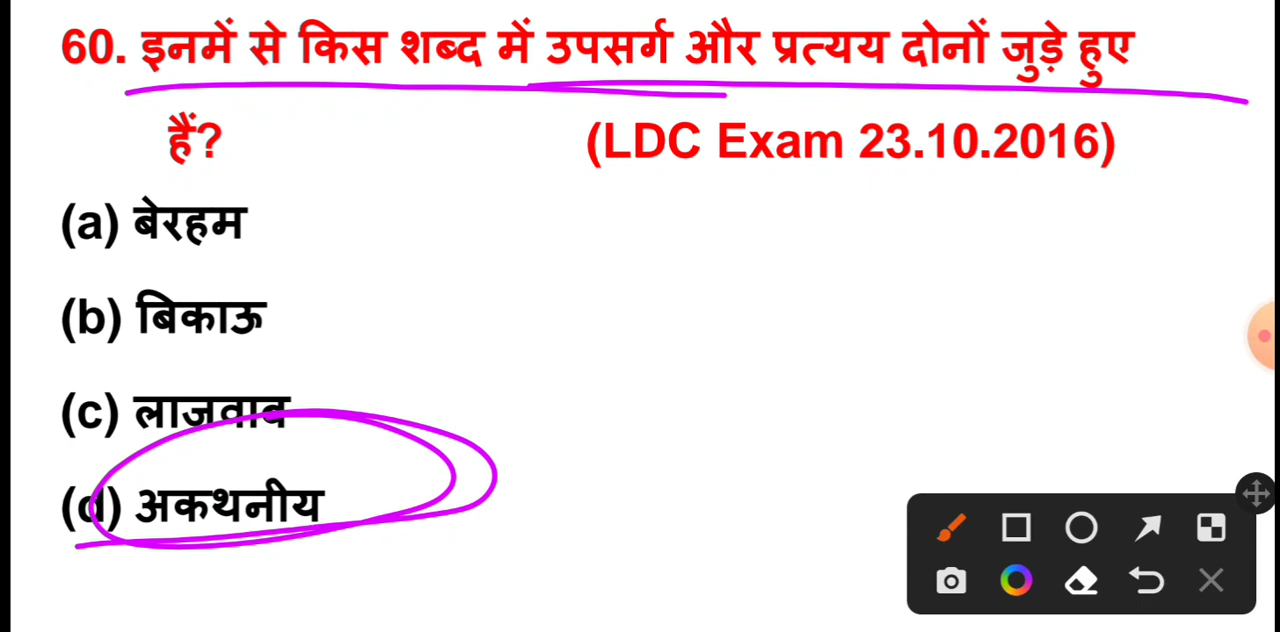 60. इनमें से किस शब्द में उपसर्ग और प्रत्यय दोनों जुड़े हुए
हैं? (LDC Exam 23.10.2016)
(a) बेरहम
(b) बिकाऊ
(c) लाजवाब
(d) अकथनीय